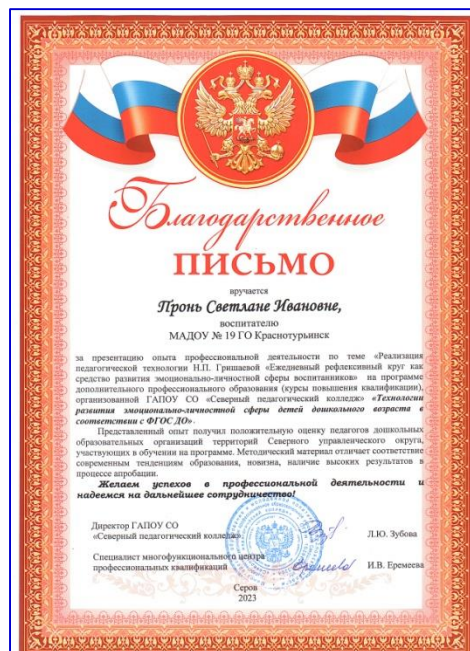 Благодарственное
ПИСЬМО
вручается
Пронь Светлане Ивановне,
воспитателю
МАДОУ № 19 ГО Краснотурьинск
за презентацию опыта профессиональной деятельности по теме «Реализация
педагогической технологии Н.П. Гришаевой «Ежедневный рефлексивный круг как
средство развития эмоционально-личностной сферы воспитанников» на программе
дополнительного профессионального образования (курсы повышения квалификации),
организованной ГАПОУ СО «Северный педагогический колледж» «Технологии
развития эмоционально-личностной сферы детей дошкольного возраста в
соответствии с ФГОС ДО».
Представленный опыт получил положительную оценку педагогов дошкольных
образовательных организаций территорий Северного управленческого округа,
участвующих в обучении на программе. Методический материал отличает соответствие
современным тенденциям образования, новизна, наличие высоких результатов в
процессе апробации.
Желаем успехов в профессиональной деятельности и
надеемся на дальнейшее сотрудничество!
Директор ГАПОУ СО
«Северный педагогический колледж»
Л.Ю. Зубова
Специалист многофункционального центра
профессиональных квалификаций
И.В. Еремеева
Серов
2023